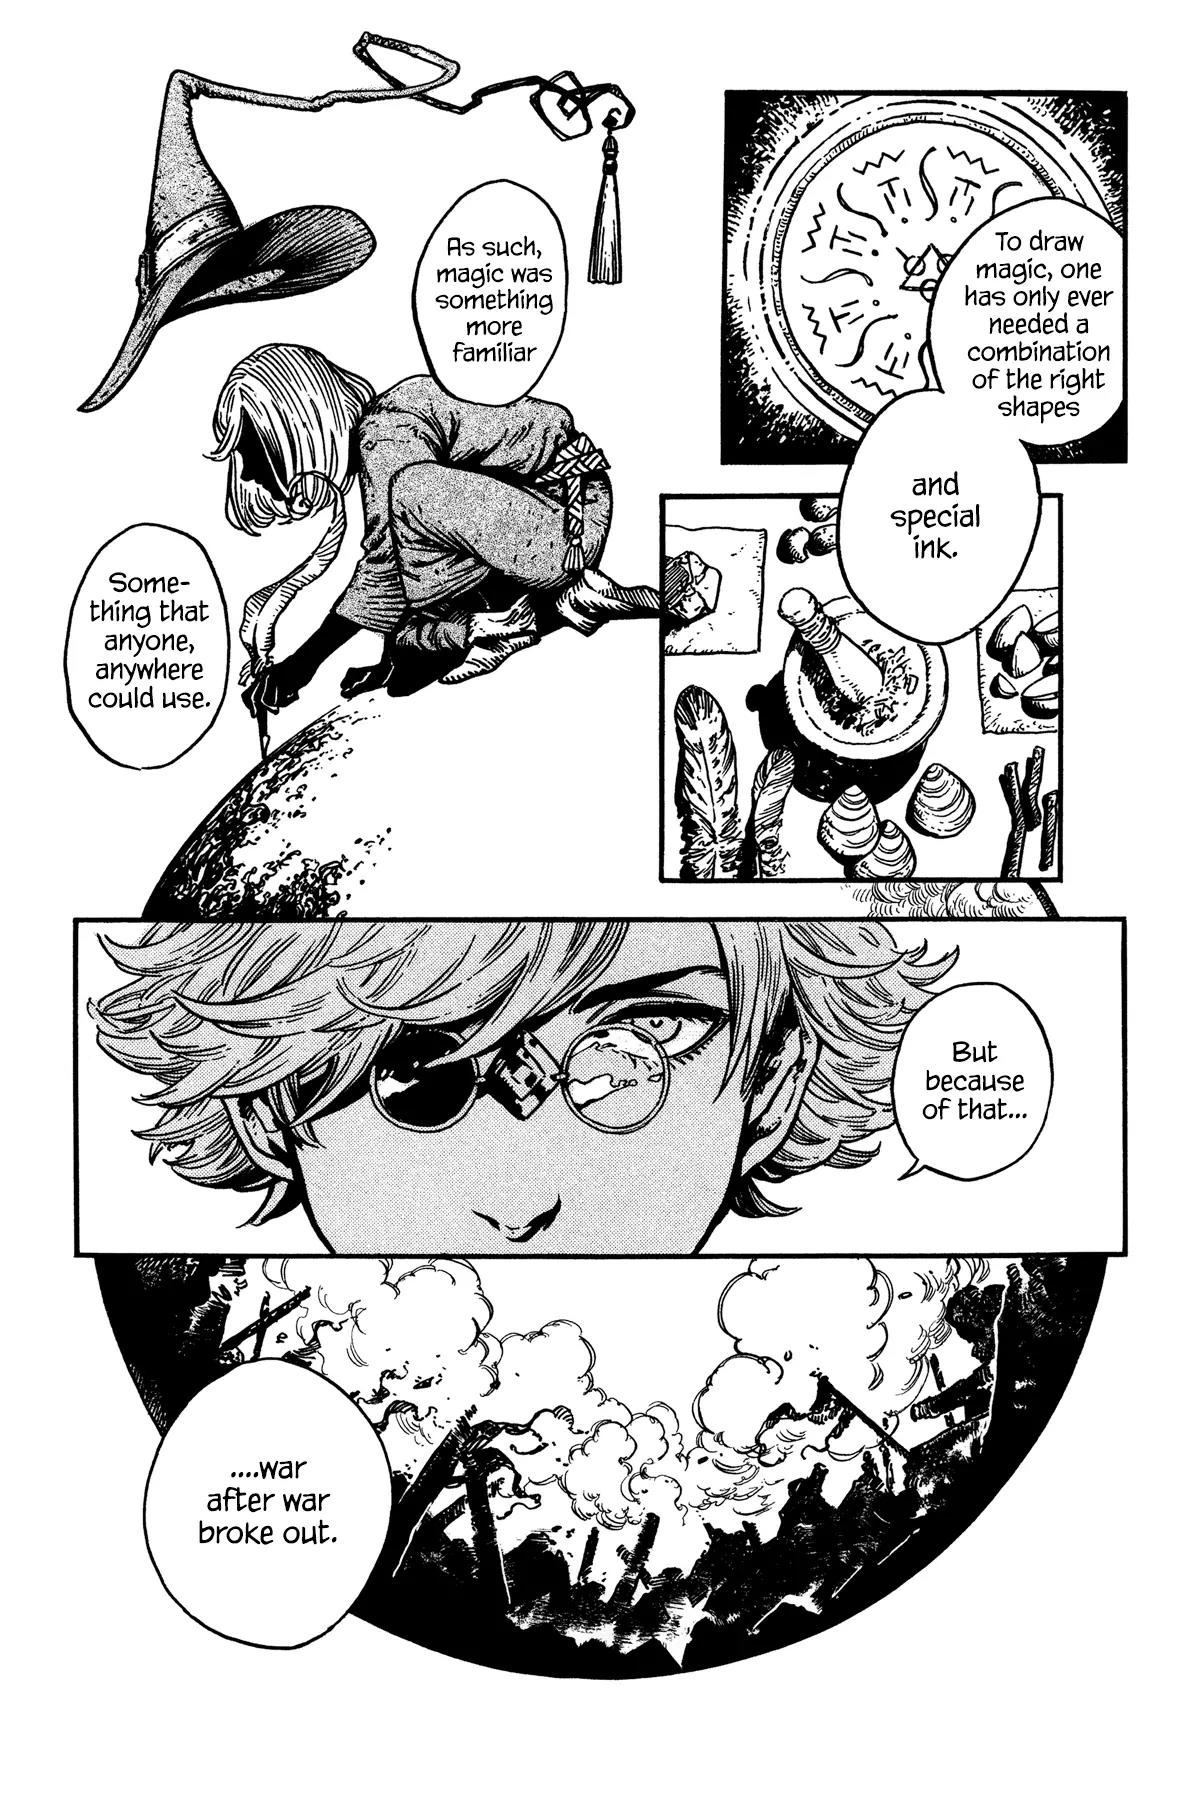 To draw
magic, one
has only ever
needed a
combination
of the right
shapes
and
special
ink.
As such,
magic was
something
more
familiar
Some-
thing that
anyone,
anywhere
could use.
But
because
of that...
....war
after war
broke out.